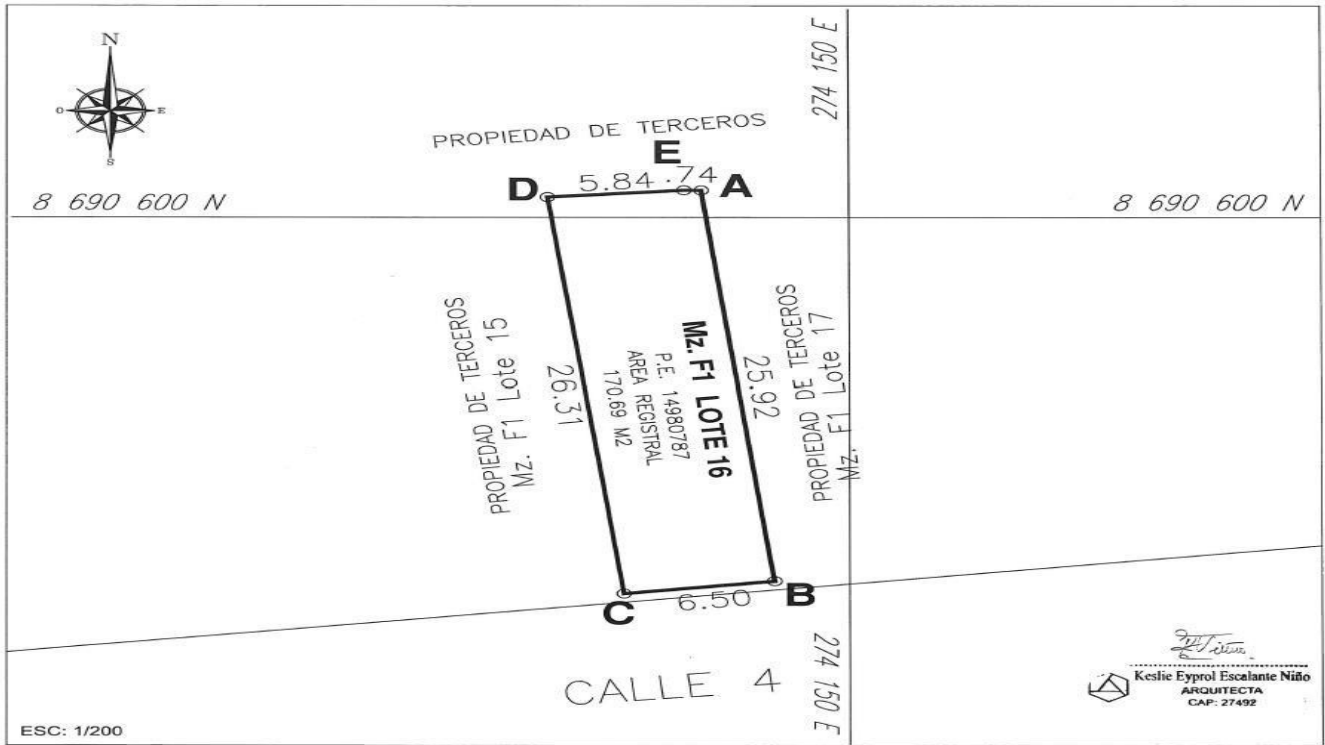 N
O
E
S
274 150 E
PROPIEDAD DE TERCEROS
E
D
5.84
.74
A
8 690 600 N
8 690 600 N
PROPIEDAD DE TERCEROS
Mz. F1 Lote 15
26.31
Mz. F1 LOTE 16
P.E. 14980787
AREA REGISTRAL
170.69 M2
25.92
PROPIEDAD DE TERCEROS
Mz. F1 Lote 17
C
6.50
B
CALLE 4
274 150 E
Keslie Eyprol Escalante Niño
ARQUITECTA
CAP: 27492
ESC: 1/200